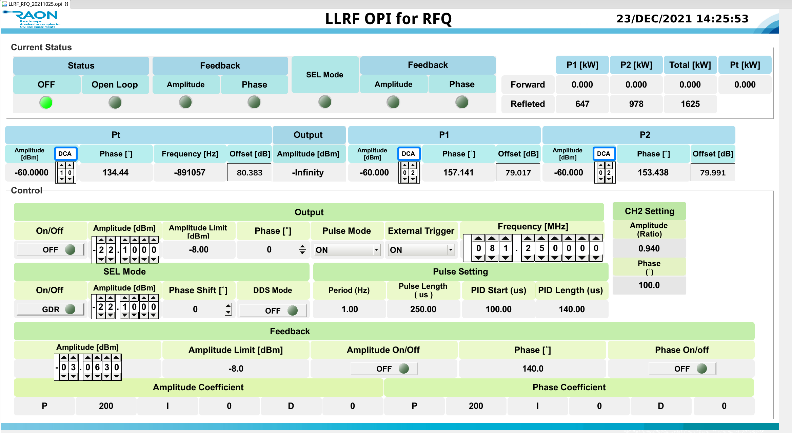 LLRF_RFQ_20211025.opi
RAON
LLRF OPI for RFQ
23/DEC/2021 14:25:53
Current Status
Status Feedback SEL Mode Feedback P1 [kW] P2 [kW] Total [kW] Pt [kW]
OFF Open Loop Amplitude Phase Amplitude Phase
Forward 0.000 0.000 0.000 0.000
Refleted 647 978 1625
Pt Output P1 P2
Amplitude [dBm] DCA Phase [˚] Frequency [Hz] Offset [dB] Amplitude [dBm] Amplitude [dBm] DCA Phase [˚] Offset [dB] Amplitude [dBm] DCA Phase [˚] Offset [dB]
-60.0000 10 134.44 -891057 80.383 -Infinity -60.000 02 157.141 79.017 -60.000 02 153.438 79.991
Control
Output CH2 Setting
On/Off Amplitude [dBm] Amplitude Limit [dBm] Phase [˚] Pulse Mode External Trigger Frequency [MHz] Amplitude (Ratio)
OFF -22.1000 -8.00 0 ON ON 081.250000 0.940
SEL Mode Pulse Setting Phase (˚)
On/Off Amplitude [dBm] Phase Shift [˚] DDS Mode Period (Hz) Pulse Length (us) PID Start (us) PID Length (us) 100.0
GDR -22.1000 0 OFF 1.00 250.00 100.00 140.00
Feedback
Amplitude [dBm] Amplitude Limit [dBm] Amplitude On/Off Phase [˚] Phase On/off
-03.0630 -8.0 OFF 140.0 OFF
Amplitude Coefficient Phase Coefficient
P 200 I 0 D 0 P 200 I 0 D 0